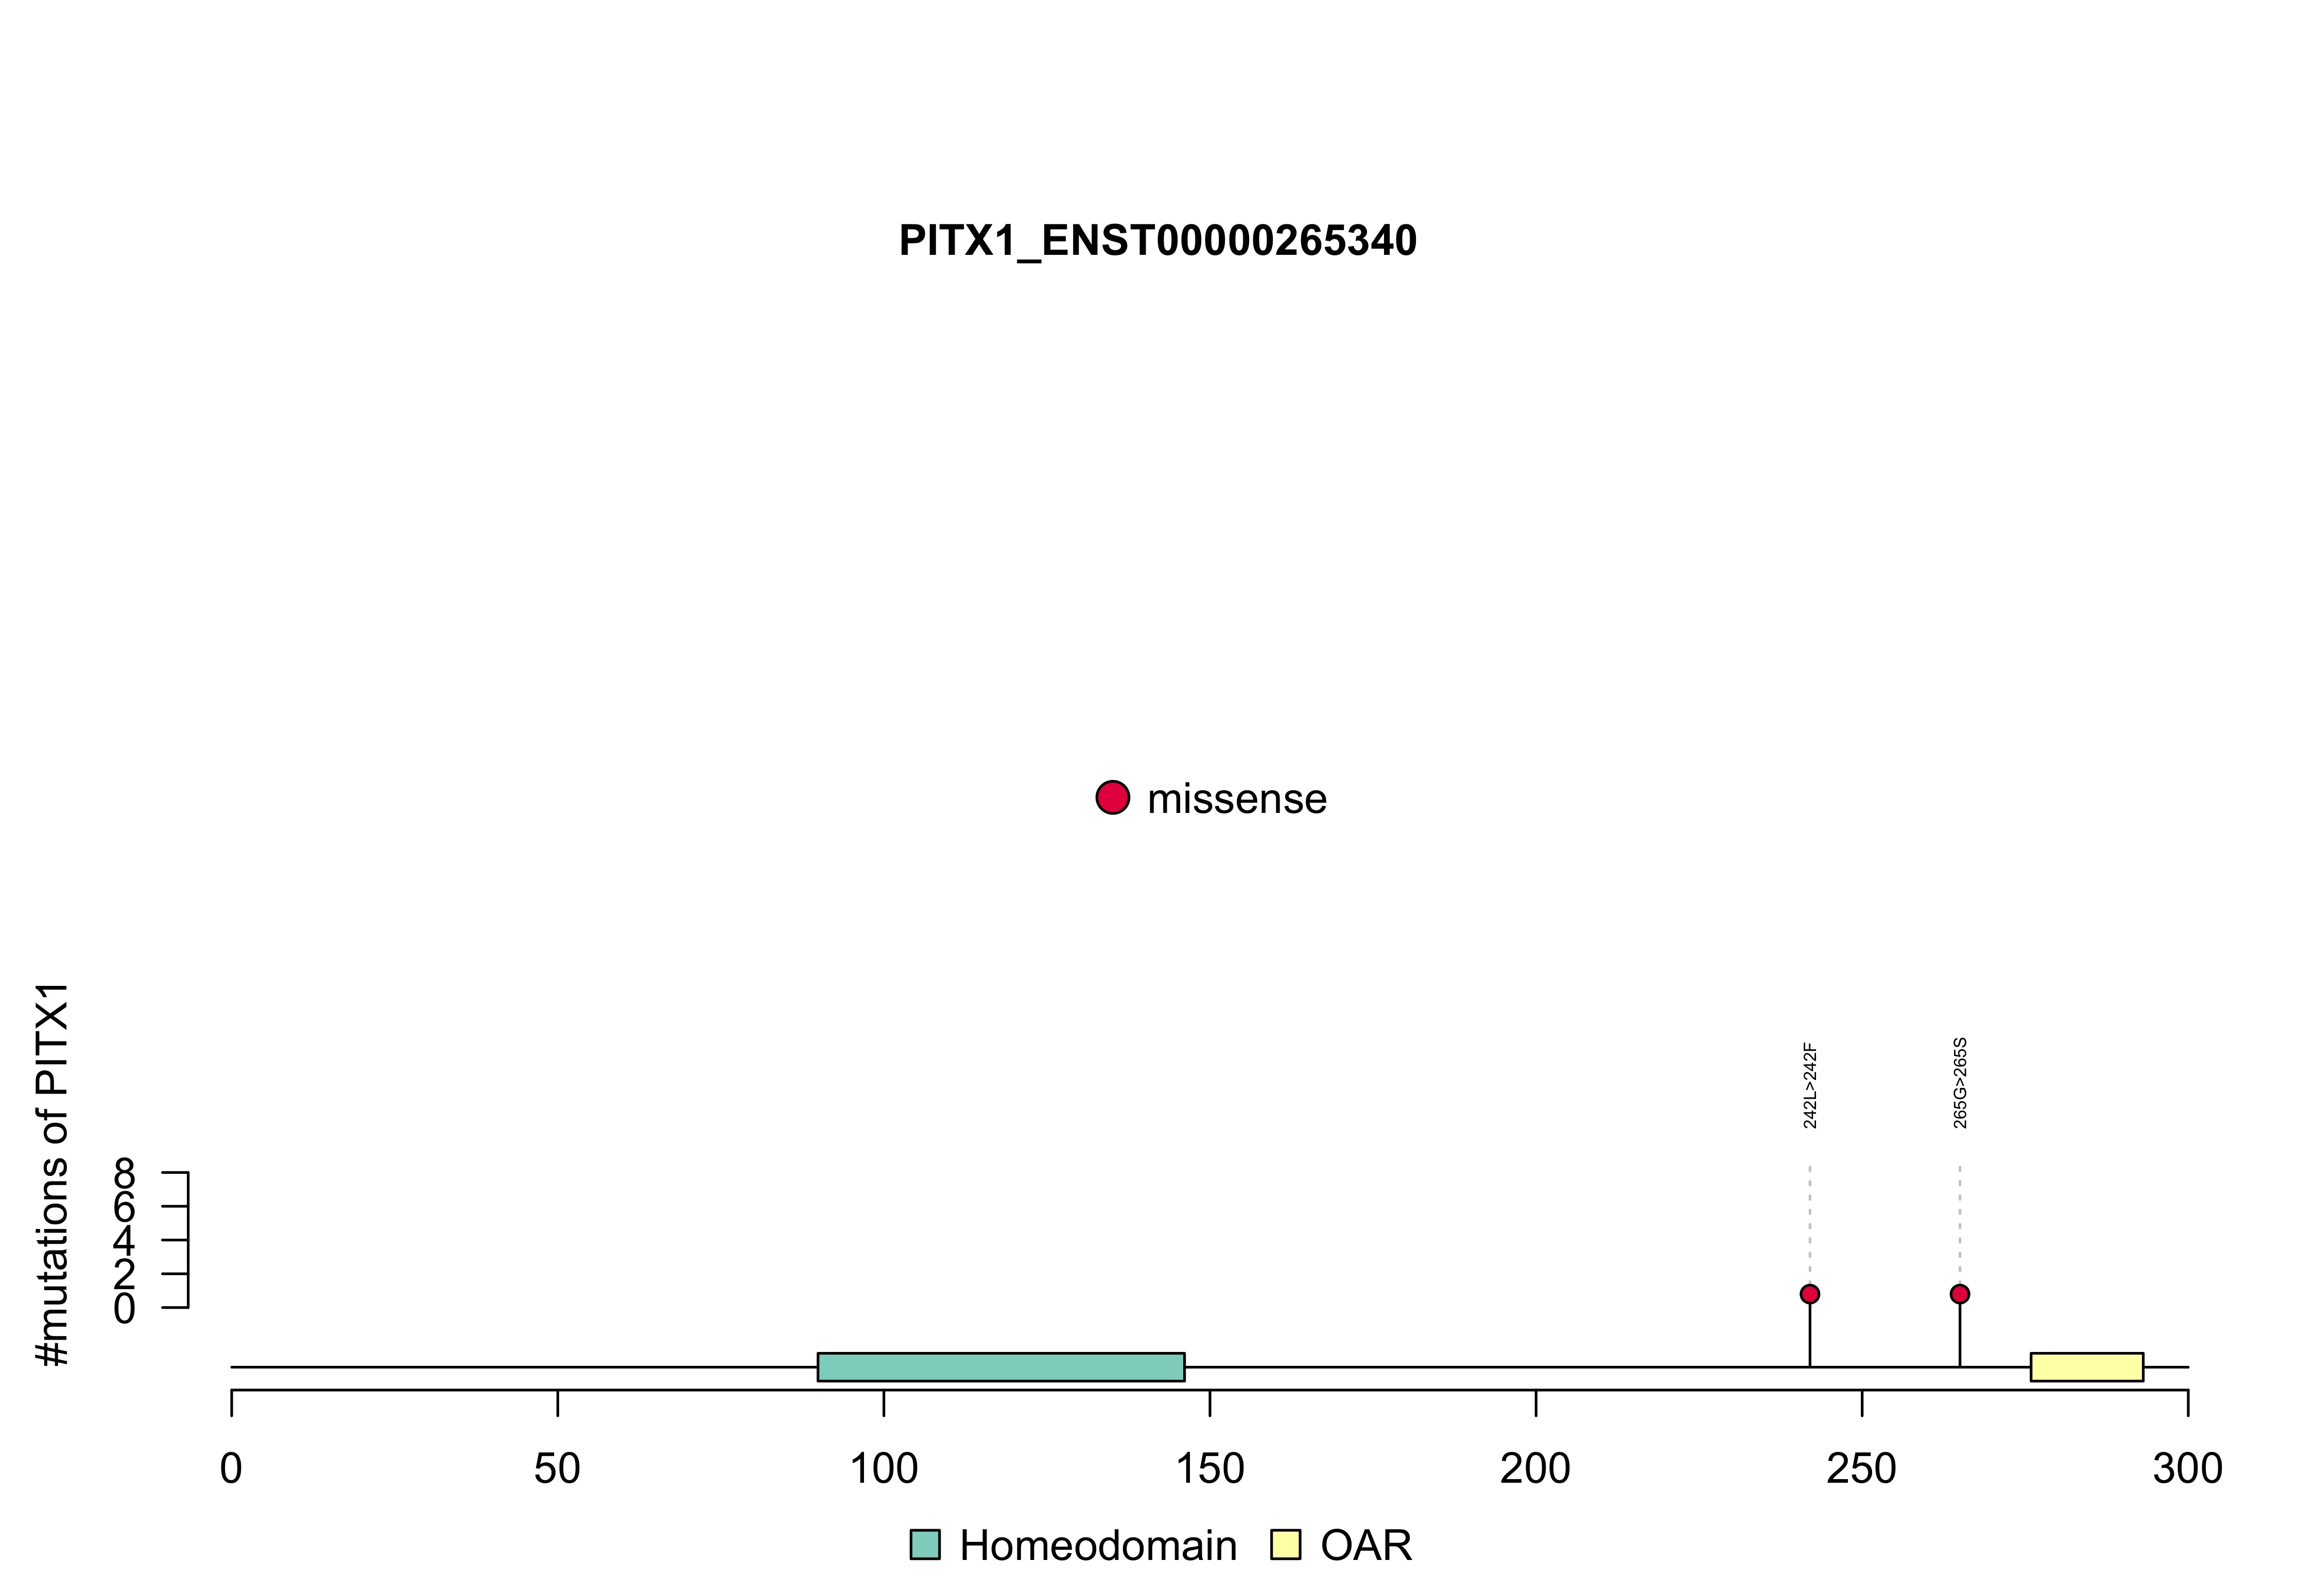 PITX1_ENST00000265340
missense
#mutations of PITX1
242L>242F
265G>265S
8
6
4
2
0
0 50 100 150 200 250 300
Homeodomain OAR